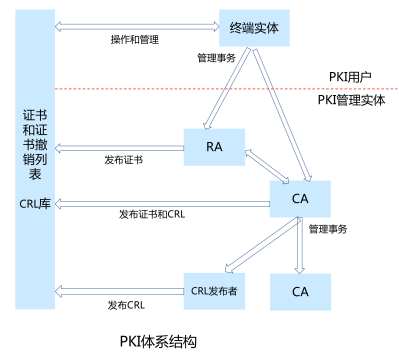 终端实体
操作和管理
管理事务
PKI用户
PKI管理实体
证书
和证
书撤
销列
表
CRL库
RA
发布证书
CA
发布证书和CRL
管理事务
CRL发布者
CA
发布CRL
PKI体系结构